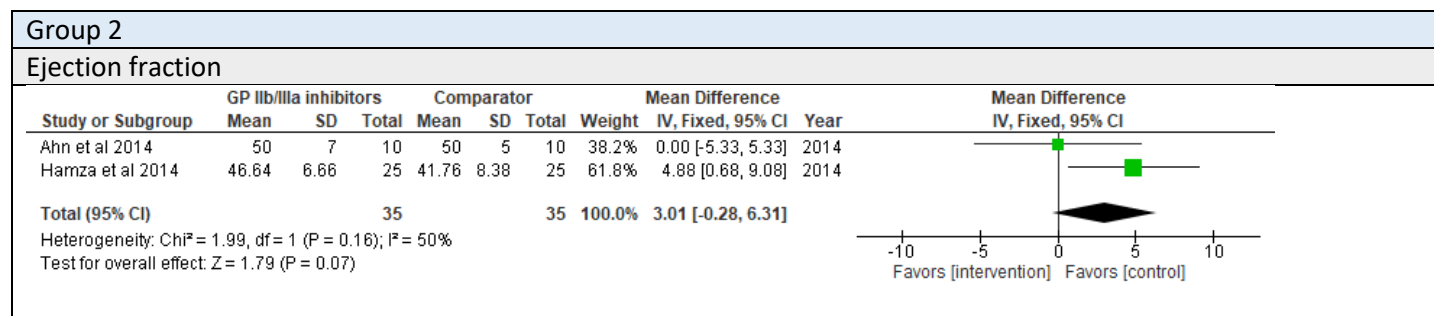 Group 2
Ejection fraction
GP IIb/IIIa inhibitors Comparator Mean Difference Mean Difference
Study or Subgroup Mean SD Total Mean SD Total Weight IV, Fixed, 95% CI Year IV, Fixed, 95% CI
Ahn et al 2014 50 7 10 50 5 10 38.2% 0.00 [-5.33, 5.33] 2014
Hamza et al 2014 46.64 6.66 25 41.76 8.38 25 61.8% 4.88 [0.68, 9.08] 2014
Total (95% CI) 35 35 100.0% 3.01 [-0.28, 6.31]
Heterogeneity: Chi² = 1.99, df = 1 (P = 0.16); I² = 50%
Test for overall effect: Z = 1.79 (P = 0.07)
-10 -5 0 5 10
Favors [intervention] Favors [control]